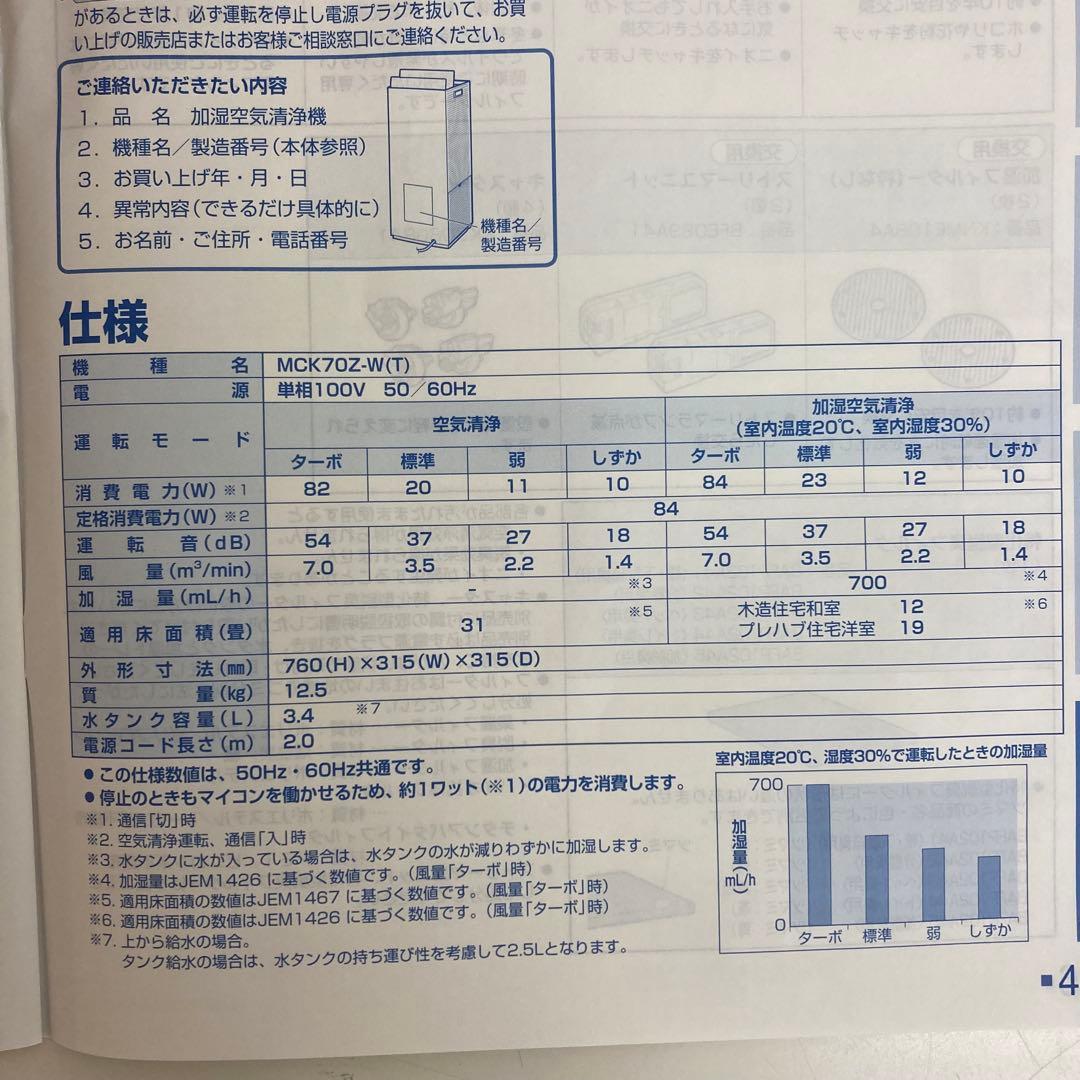 があるときは、必ず運転を停止し電源プラグを抜いて、お買
い上げの販売店またはお客様ご相談窓口にご連絡ください。
ご連絡いただきたい内容
1. 品 名 加湿空気清浄機
2. 機種名／製造番号(本体参照)
3. お買い上げ年・月・日
4. 異常内容(できるだけ具体的に)
5. お名前・ご住所・電話番号
機種名／
製造番号
仕様
機種名 MCK70Z-W(T)
電源 単相100V 50／60Hz
運転モード 空気清浄 加湿空気清浄
(室内温度20℃、室内湿度30%)
ターボ 標準 弱 しずか ターボ 標準 弱 しずか
消費電力(W) ※1 82 20 11 10 84 23 12 10
定格消費電力(W) ※2 84
運転音(dB) 54 37 27 18 54 37 27 18
風量(m³/min) 7.0 3.5 2.2 1.4 7.0 3.5 2.2 1.4
加湿量(mL/h) - ※3 700 ※4
適用床面積(畳) 31 ※5 木造住宅和室 12 ※6
プレハブ住宅洋室 19
外形寸法(㎜) 760(H)×315(W)×315(D)
質量(㎏) 12.5
水タンク容量(L) 3.4 ※7
電源コード長さ(m) 2.0
● この仕様数値は、50Hz・60Hz共通です。
● 停止のときもマイコンを働かせるため、約1ワット(※1)の電力を消費します。
※1. 通信「切」時
※2. 空気清浄運転、通信「入」時
※3. 水タンクに水が入っている場合は、水タンクの水が減りわずかに加湿します。
※4. 加湿量はJEM1426 に基づく数値です。(風量「ターボ」時)
※5. 適用床面積の数値はJEM1467 に基づく数値です。(風量「ターボ」時)
※6. 適用床面積の数値はJEM1426 に基づく数値です。(風量「ターボ」時)
※7. 上から給水の場合。
タンク給水の場合は、水タンクの持ち運び性を考慮して2.5Lとなります。
室内温度20℃、湿度30%で運転したときの加湿量
700
加湿量(mL/h)
0
ターボ 標準 弱 しずか
■4